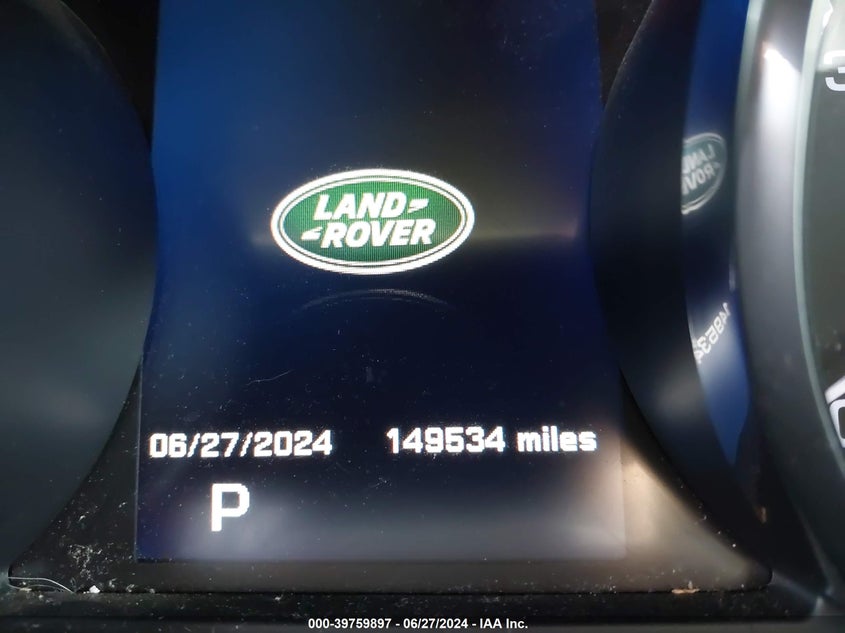 LAND
ROVER
06/27/2024 149534 miles
P
000-39759897 - 06/27/2024 - IAA Inc.